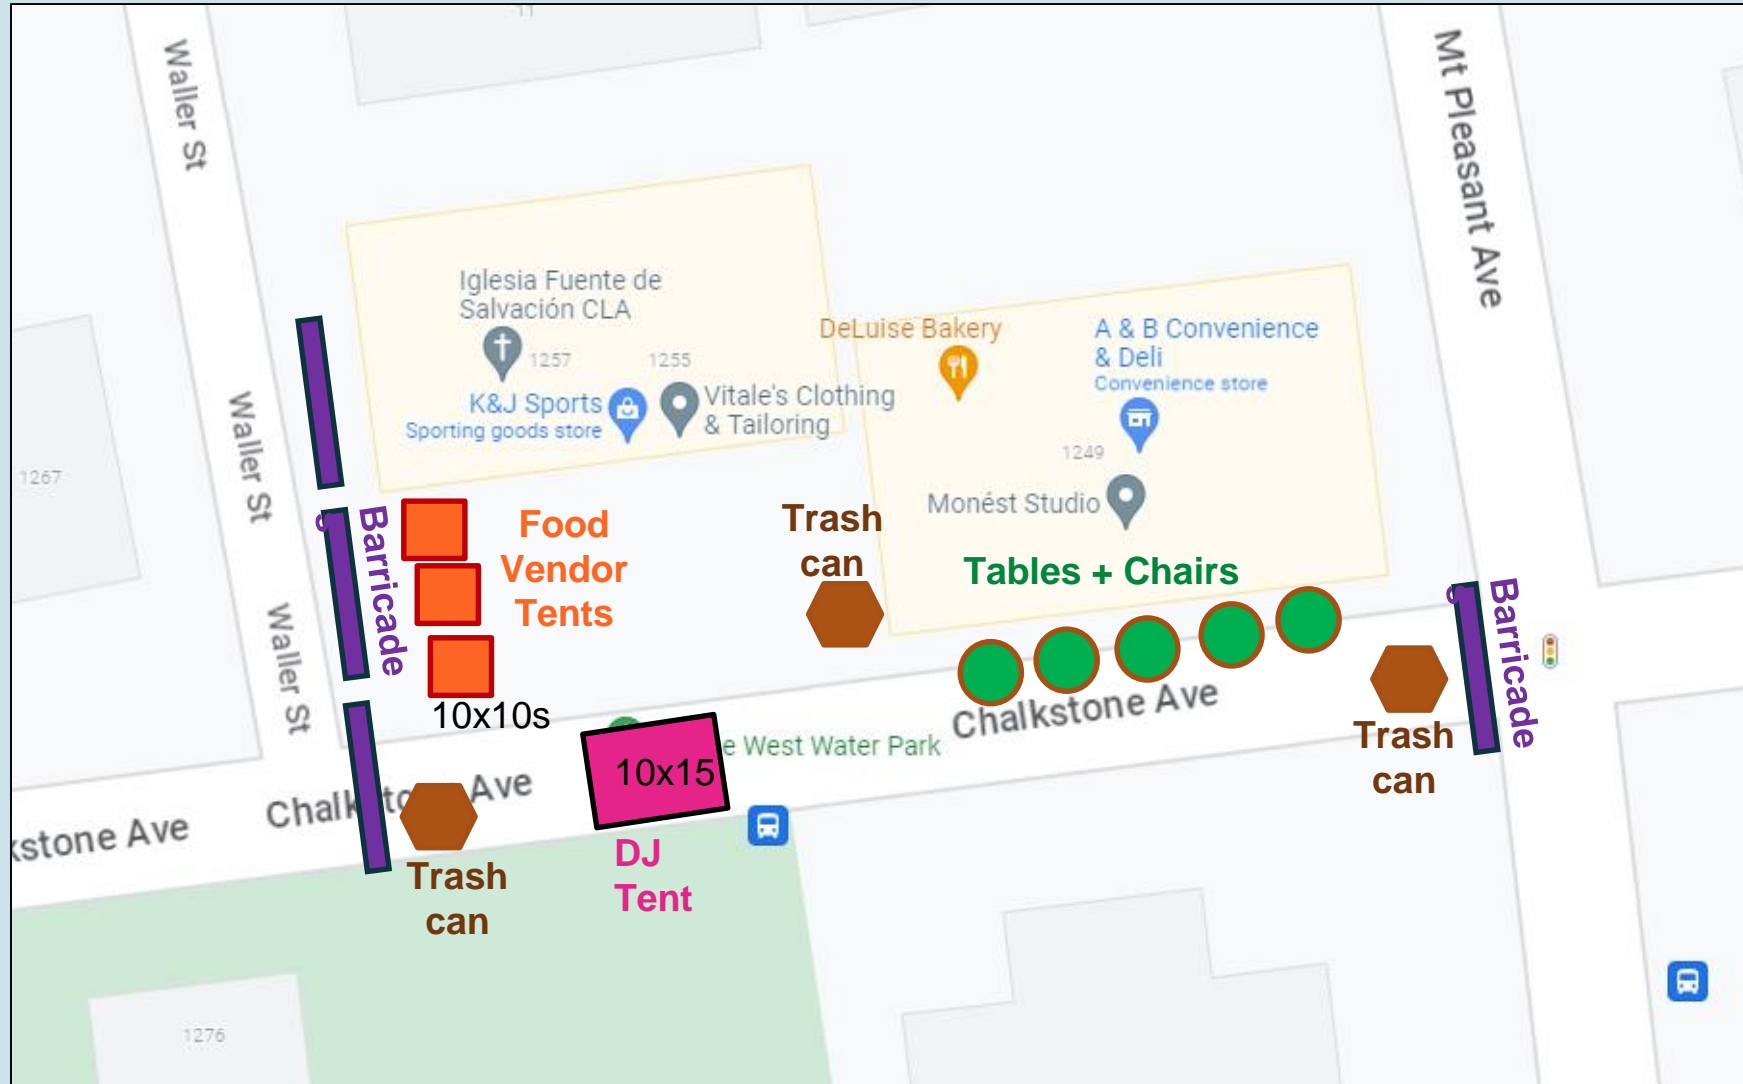 11
Waller St
Mt Pleasant Ave
Iglesia Fuente de
Salvación CLA
1257
1255
K&J Sports
Sporting goods store
Vitale's Clothing
& Tailoring
DeLuise Bakery
A & B Convenience
& Deli
Convenience store
1249
Monést Studio
Waller St
1267
Barricade
s
Food
Vendor
Tents
10x10s
Trash
can
Tables + Chairs
Barricade
s
Waller St
Chalkstone Ave
e West Water Park
10x15
DJ
Tent
Trash
can
Ave
kstone Ave
Trash
can
1276